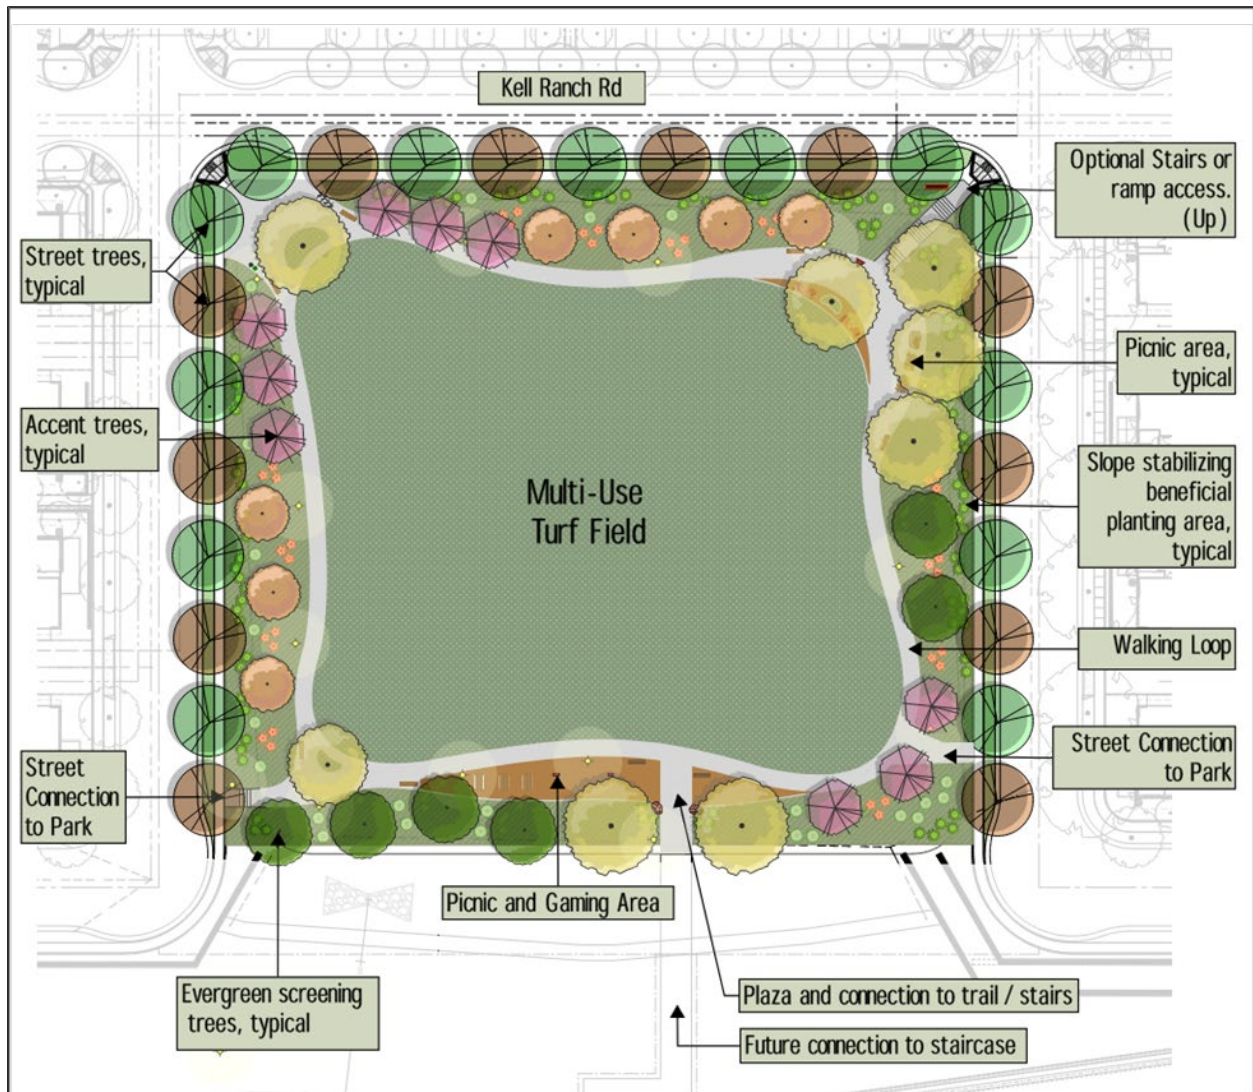 Kell Ranch Rd
Optional Stairs or
ramp access.
(Up)
Street trees,
typical
Picnic area,
typical
Accent trees,
typical
Slope stabilizing
beneficial
planting area,
typical
Multi-Use
Turf Field
Walking Loop
Street Connection
to Park
Street
Connection
to Park
Picnic and Gaming Area
Evergreen screening
trees, typical
Plaza and connection to trail / stairs
Future connection to staircase